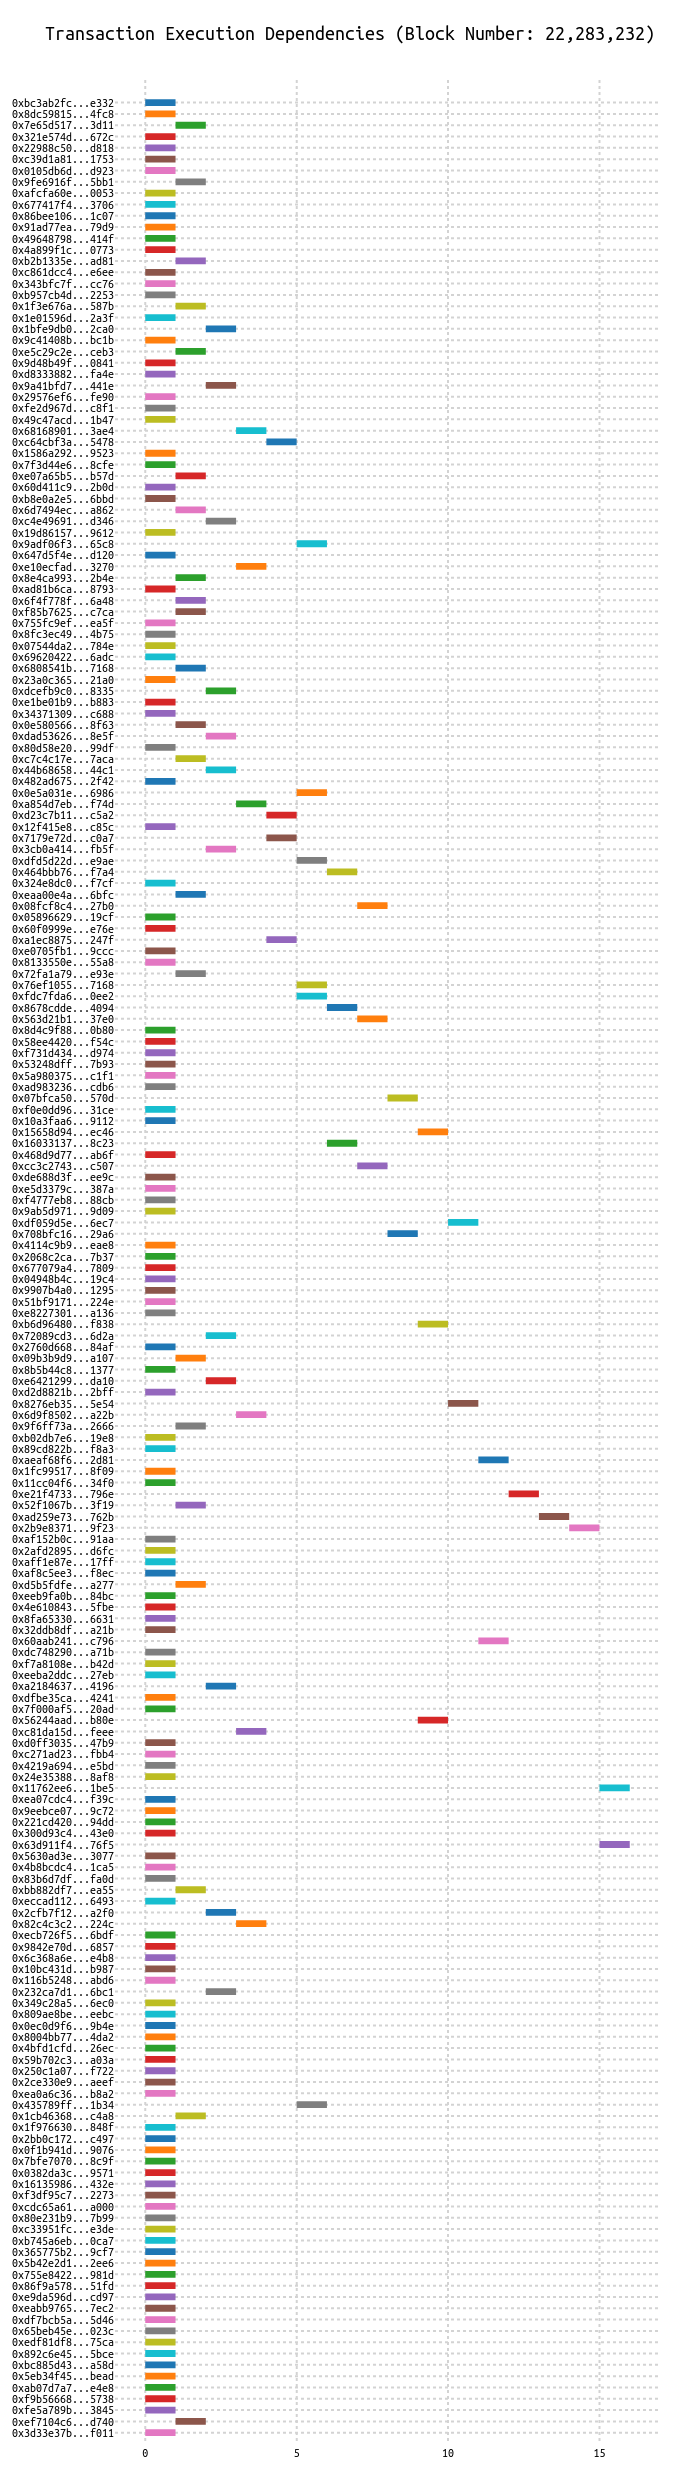 Transaction Execution Dependencies (Block Number: 22,283,232)
0xbc3ab2fc...e332
0x8dc59815...4fc8
0x7e65d517...3d11
0x321e574d...672c
0x22988c50...d818
0xc39d1a81...1753
0x0105db6d...d923
0x9fe6916f...5bb1
0xafcfa60e...0053
0x677417f4...3706
0x86bee106...1c07
0x91ad77ea...79d9
0x49648798...414f
0x4a899f1c...0773
0xb2b1335e...ad81
0xc861dcc4...e6ee
0x343bfc7f...cc76
0xb957cb4d...2253
0x1f3e676a...587b
0x1e01596d...2a3f
0x1bfe9db0...2ca0
0x9c41408b...bc1b
0xe5c29c2e...ceb3
0x9d48b49f...0841
0xd8333882...fa4e
0x9a41bfd7...441e
0x29576ef6...fe90
0xfe2d967d...c8f1
0x49c47acd...1b47
0x68168901...3ae4
0xc64cbf3a...5478
0x1586a292...9523
0x7f3d44e6...8cfe
0xe07a65b5...b57d
0x60d411c9...2b0d
0xb8e0a2e5...6bbd
0x6d7494ec...a862
0xc4e49691...d346
0x19d86157...9612
0x9adf06f3...65c8
0x647d5f4e...d120
0xe10ecfad...3270
0x8e4ca993...2b4e
0xad81b6ca...8793
0x6f4f778f...6a48
0xf85b7625...c7ca
0x755fc9ef...ea5f
0x8fc3ec49...4b75
0x07544da2...784e
0x69620422...6adc
0x6808541b...7168
0x23a0c365...21a0
0xdcefb9c0...8335
0xe1be01b9...b883
0x34371309...c688
0x0e580566...8f63
0xdad53626...8e5f
0x80d58e20...99df
0xc7c4c17e...7aca
0x44b68658...44c1
0x482ad675...2f42
0x0e5a031e...6986
0xa854d7eb...f74d
0xd23c7b11...c5a2
0x12f415e8...c85c
0x7179e72d...c0a7
0x3cb0a414...fb5f
0xdfd5d22d...e9ae
0x464bbb76...f7a4
0x324e8dc0...f7cf
0xeaa00e4a...6bfc
0x08fcf8c4...27b0
0x05896629...19cf
0x60f0999e...e76e
0xa1ec8875...247f
0xe0705fb1...9ccc
0x8133550e...55a8
0x72fa1a79...e93e
0x76ef1055...7168
0xfdc7fda6...0ee2
0x8678cdde...4094
0x563d21b1...37e0
0x8d4c9f88...0b80
0x58ee4420...f54c
0xf731d434...d974
0x53248dff...7b93
0x5a980375...c1f1
0xad983236...cdb6
0x07bfca50...570d
0xf0e0dd96...31ce
0x10a3faa6...9112
0x15658d94...ec46
0x16033137...8c23
0x468d9d77...ab6f
0xcc3c2743...c507
0xde688d3f...ee9c
0xe5d3379c...387a
0xf4777eb8...88cb
0x9ab5d971...9d09
0xdf059d5e...6ec7
0x708bfc16...29a6
0x4114c9b9...eae8
0x2068c2ca...7b37
0x677079a4...7809
0x04948b4c...19c4
0x9907b4a0...1295
0x51bf9171...224e
0xe8227301...a136
0xb6d96480...f838
0x72089cd3...6d2a
0x2760d668...84af
0x09b3b9d9...a107
0x8b5b44c8...1377
0xe6421299...da10
0xd2d8821b...2bff
0x8276eb35...5e54
0x6d9f8502...a22b
0x9f6ff73a...2666
0xb02db7e6...19e8
0x89cd822b...f8a3
0xaeaf68f6...2d81
0x1fc99517...8f09
0x11cc04f6...34f0
0xe21f4733...796e
0x52f1067b...3f19
0xad259e73...762b
0x2b9e8371...9f23
0xaf152b0c...91aa
0x2afd2895...d6fc
0xaff1e87e...17ff
0xaf8c5ee3...f8ec
0xd5b5fdfe...a277
0xeeb9fa0b...84bc
0x4e610843...5fbe
0x8fa65330...6631
0x32ddb8df...a21b
0x60aab241...c796
0xdc748290...a71b
0xf7a8108e...b42d
0xeeba2ddc...27eb
0xa2184637...4196
0xdfbe35ca...4241
0x7f000af5...20ad
0x56244aad...b80e
0xc81da15d...feee
0xd0ff3035...47b9
0xc271ad23...fbb4
0x4219a694...e5bd
0x24e35388...8af8
0x11762ee6...1be5
0xea07cdc4...f39c
0x9eebce07...9c72
0x221cd420...94dd
0x300d93c4...43e0
0x63d911f4...76f5
0x5630ad3e...3077
0x4b8bcdc4...1ca5
0x83b6d7df...fa0d
0xbb882df7...ea55
0xeccad112...6493
0x2cfb7f12...a2f0
0x82c4c3c2...224c
0xecb726f5...6bdf
0x9842e70d...6857
0x6c368a6e...e4b8
0x10bc431d...b987
0x116b5248...abd6
0x232ca7d1...6bc1
0x349c28a5...6ec0
0x809ae8be...eebc
0x0ec0d9f6...9b4e
0x8004bb77...4da2
0x4bfd1cfd...26ec
0x59b702c3...a03a
0x250c1a07...f722
0x2ce330e9...aeef
0xea0a6c36...b8a2
0x435789ff...1b34
0x1cb46368...c4a8
0x1f976630...848f
0x2bb0c172...c497
0x0f1b941d...9076
0x7bfe7070...8c9f
0x0382da3c...9571
0x16135986...432e
0xf3df95c7...2273
0xcdc65a61...a000
0x80e231b9...7b99
0xc33951fc...e3de
0xb745a6eb...0ca7
0x365775b2...9cf7
0x5b42e2d1...2ee6
0x755e8422...981d
0x86f9a578...51fd
0xe9da596d...cd97
0xeabb9765...7ec2
0xdf7bcb5a...5d46
0x65beb45e...023c
0xedf81df8...75ca
0x892c6e45...5bce
0xbc885d43...a58d
0x5eb34f45...bead
0xab07d7a7...e4e8
0xf9b56668...5738
0xfe5a789b...3845
0xef7104c6...d740
0x3d33e37b...f011
0 5 10 15